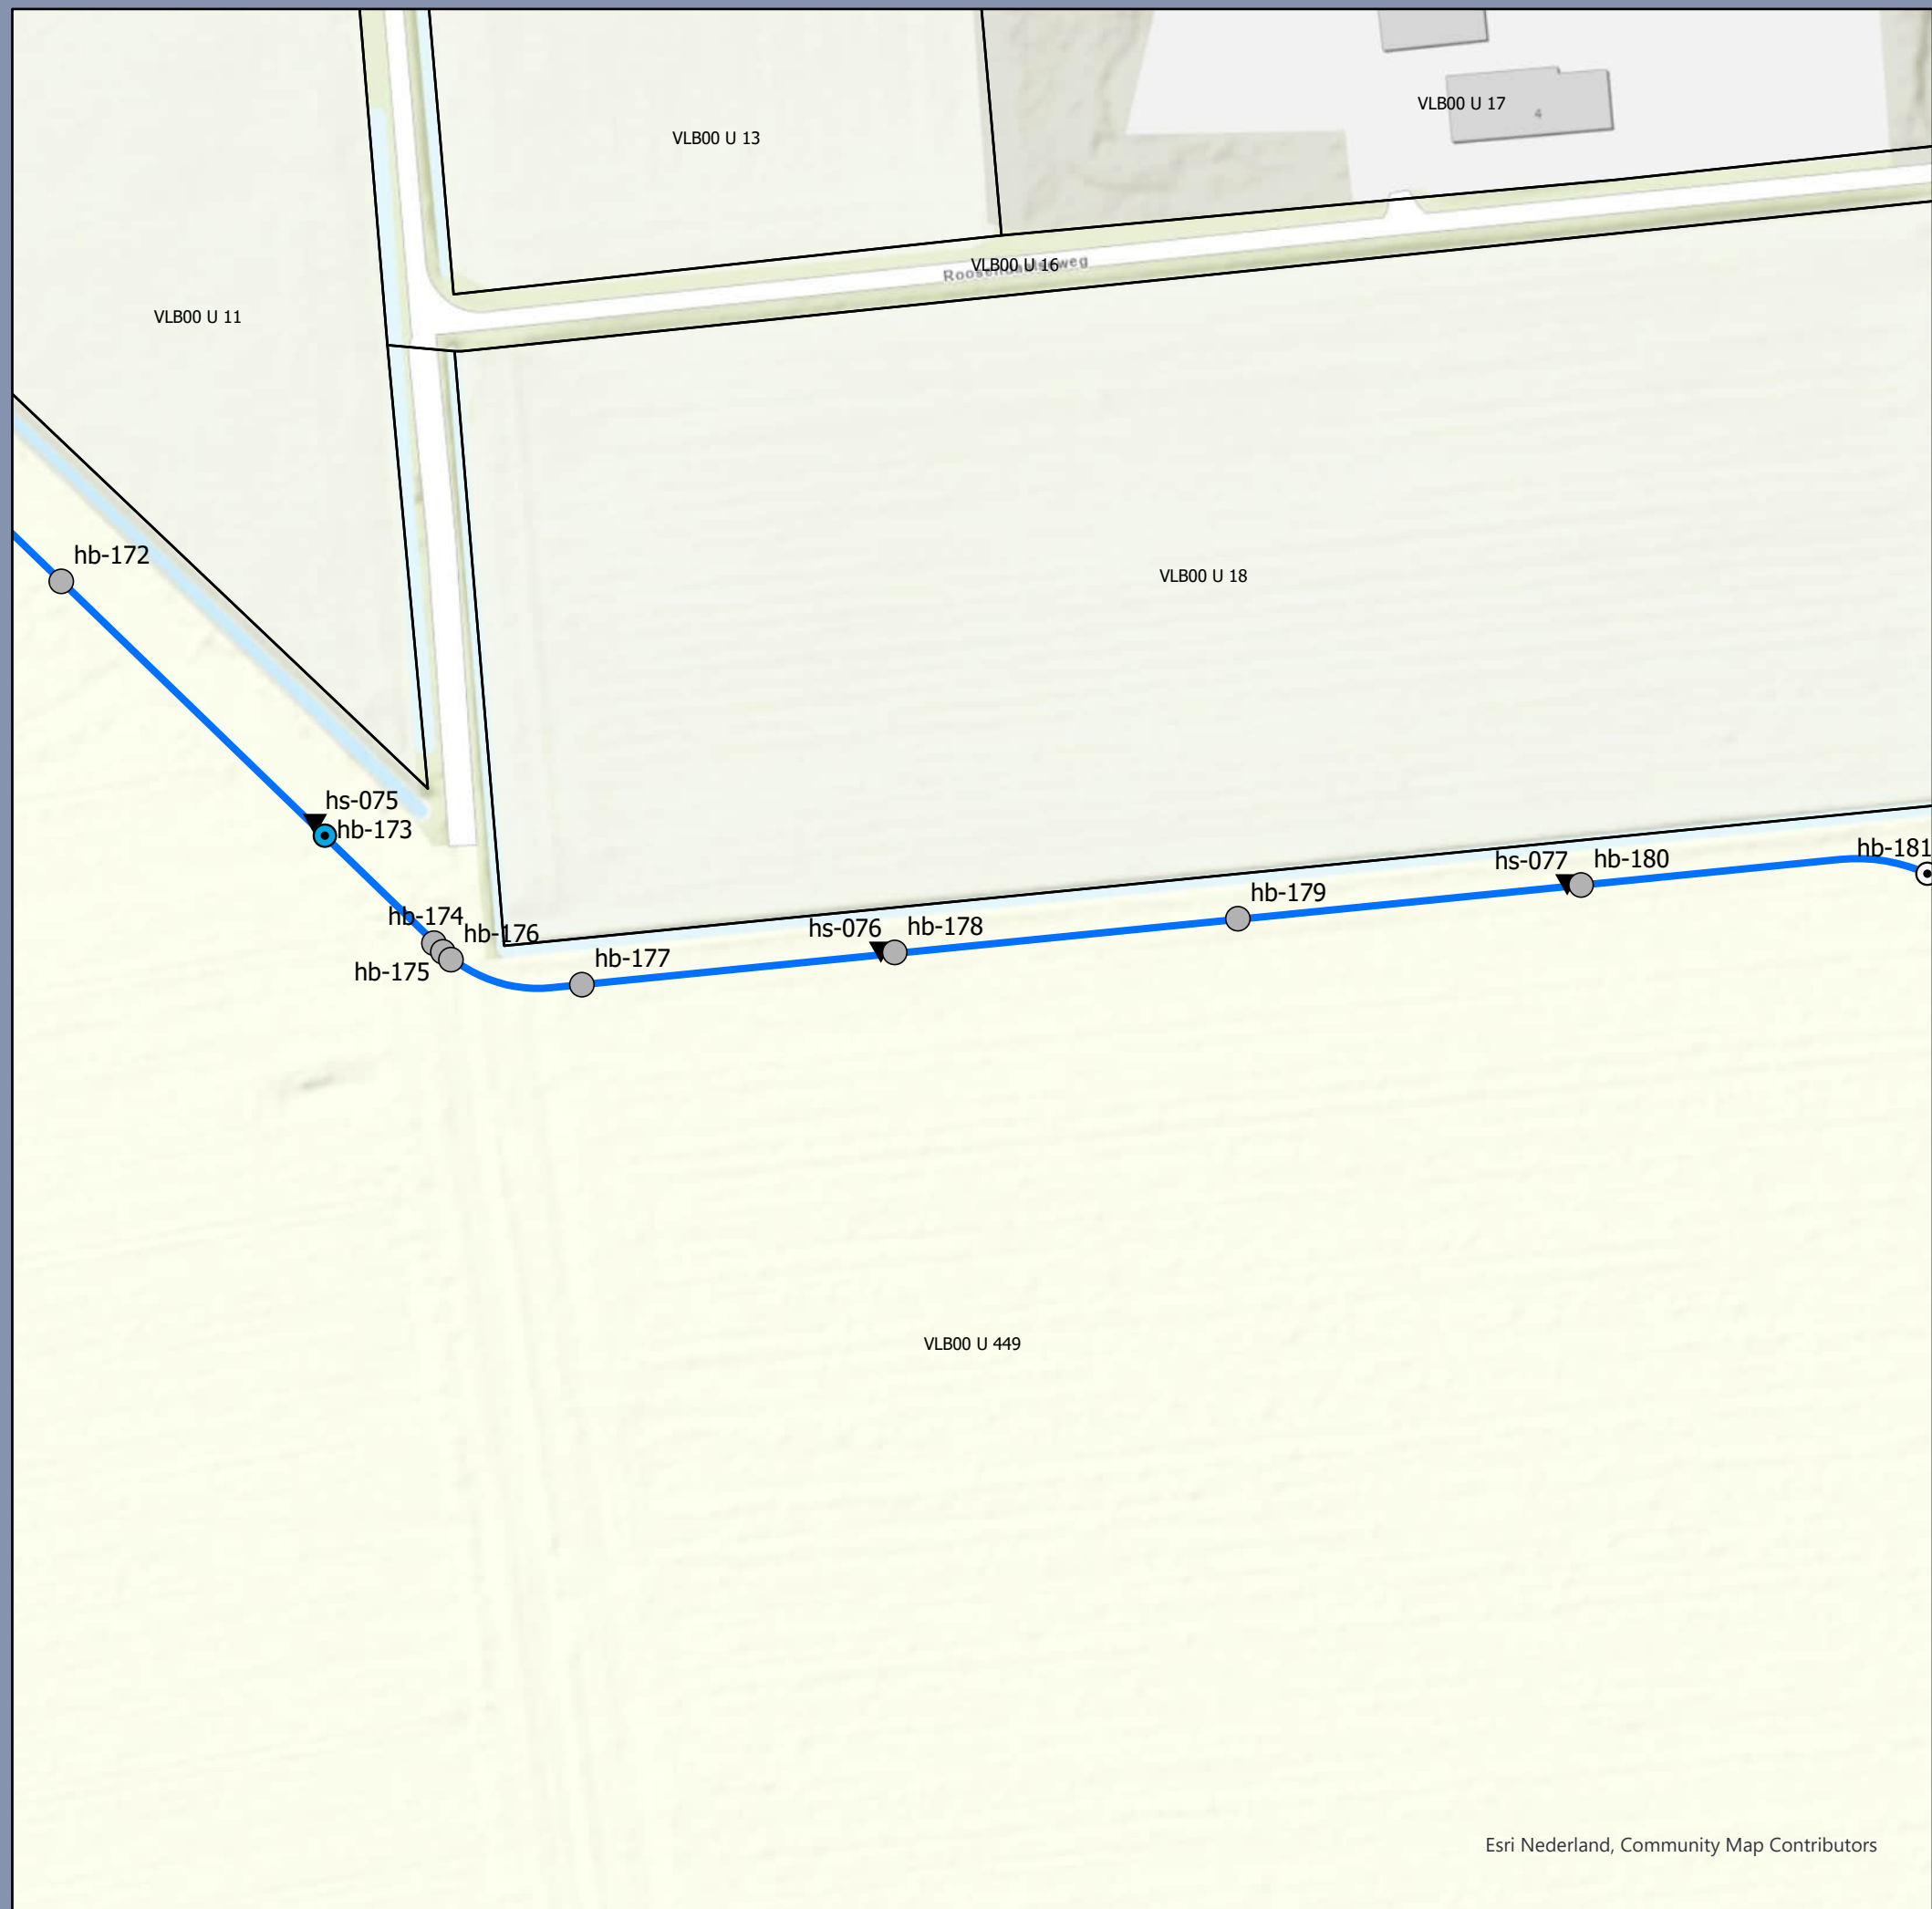 VLB00 U 17
4
VLB00 U 13
VLB00 U 16
VLB00 U 11
hb-172
VLB00 U 18
hs-075
hb-173
hb-181
hs-077
hb-180
hb-179
hb-174
hb-176
hs-076
hb-178
hb-177
hb-175
VLB00 U 449
Esri Nederland, Community Map Contributors